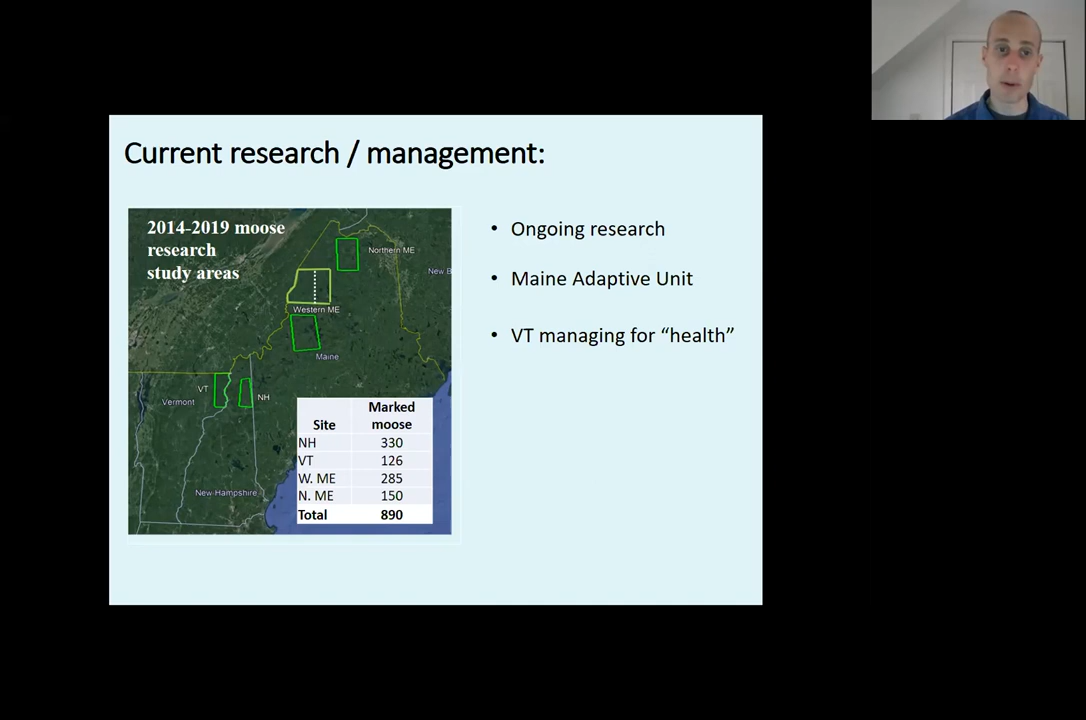 Current research / management:
2014-2019 moose
research
study areas
Northern ME
New B
Western ME
Maine
VT
NH
Vermont
New Hampshire
Site Marked moose
NH 330
VT 126
W. ME 285
N. ME 150
Total 890
• Ongoing research
• Maine Adaptive Unit
• VT managing for “health”